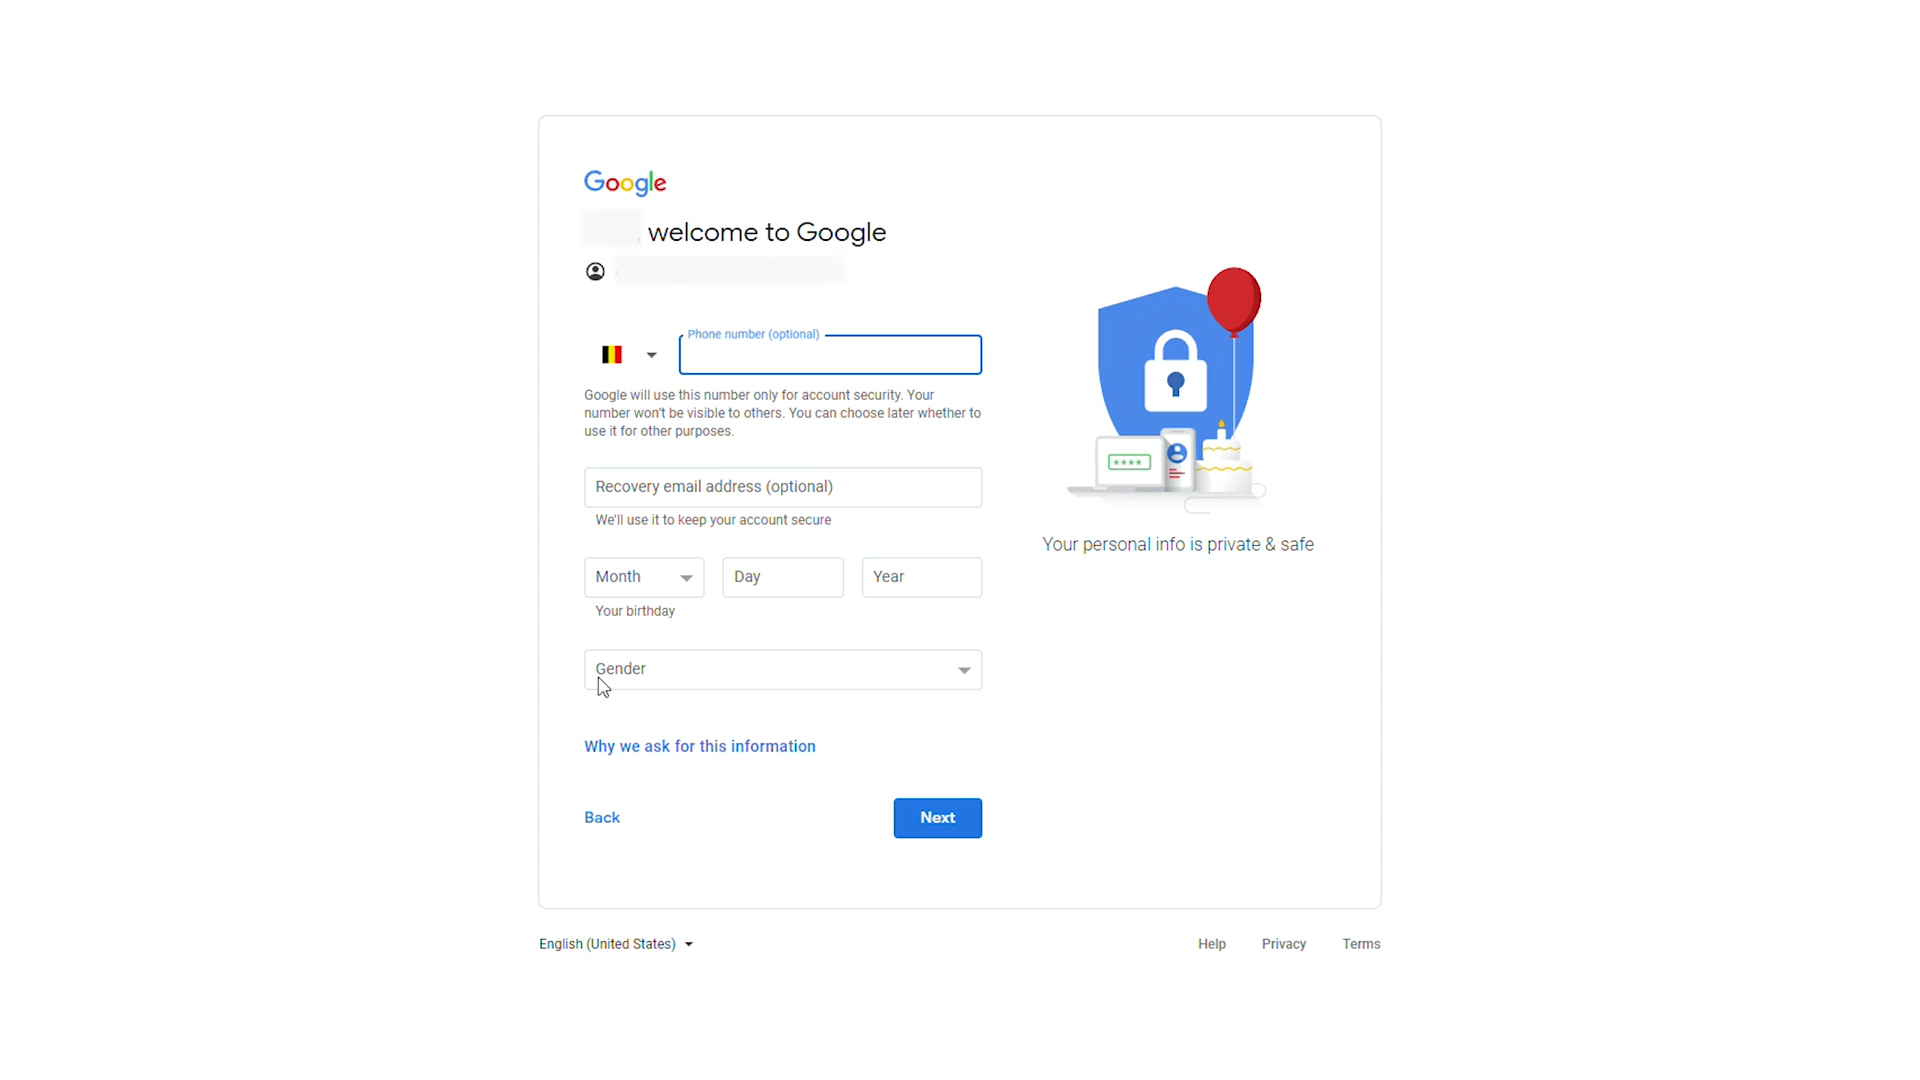 Google
welcome to Google
Phone number (optional)
Google will use this number only for account security. Your
number won't be visible to others. You can choose later whether to
use it for other purposes.
Recovery email address (optional)
We'll use it to keep your account secure
Month Day Year
Your birthday
Gender
Why we ask for this information
Back Next
****
Your personal info is private & safe
English (United States) Help Privacy Terms